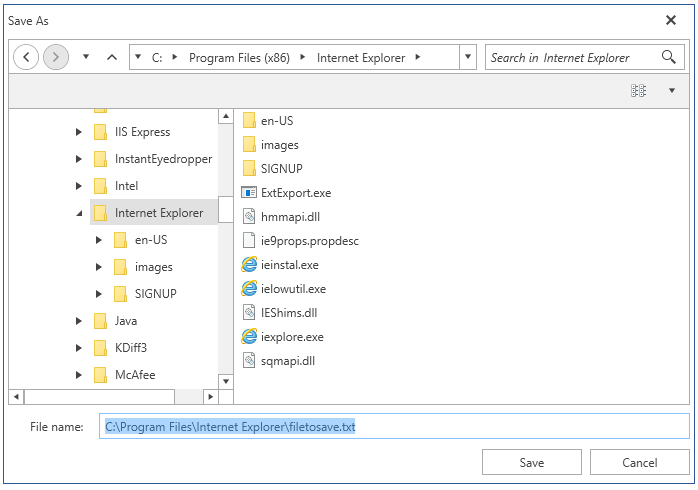 Save As
C: Program Files (x86) Internet Explorer
Search in Internet Explorer
IIS Express
InstantEyedropper
Intel
Internet Explorer
en-US
images
SIGNUP
Java
KDiff3
McAfee
en-US
images
SIGNUP
ExtExport.exe
hmmapi.dll
ie9props.propdesc
ieinstal.exe
ielowutil.exe
IEShims.dll
iexplore.exe
sqmapi.dll
File name: C:\Program Files\Internet Explorer\filetosave.txt
Save Cancel